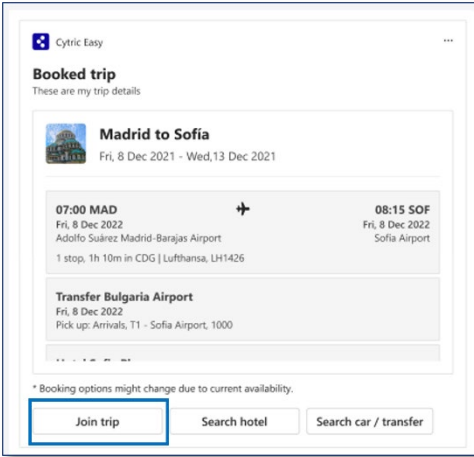 Cytric Easy
...
Booked trip
These are my trip details
Madrid to Sofía
Fri, 8 Dec 2021 - Wed,13 Dec 2021
07:00 MAD
08:15 SOF
Fri, 8 Dec 2022
Fri, 8 Dec 2022
Adolfo Suárez Madrid-Barajas Airport
Sofia Airport
1 stop, 1h 10m in CDG | Lufthansa, LH1426
Transfer Bulgaria Airport
Fri, 8 Dec 2022
Pick up: Arrivals, T1 - Sofia Airport, 1000
* Booking options might change due to current availability.
Join trip
Search hotel
Search car / transfer